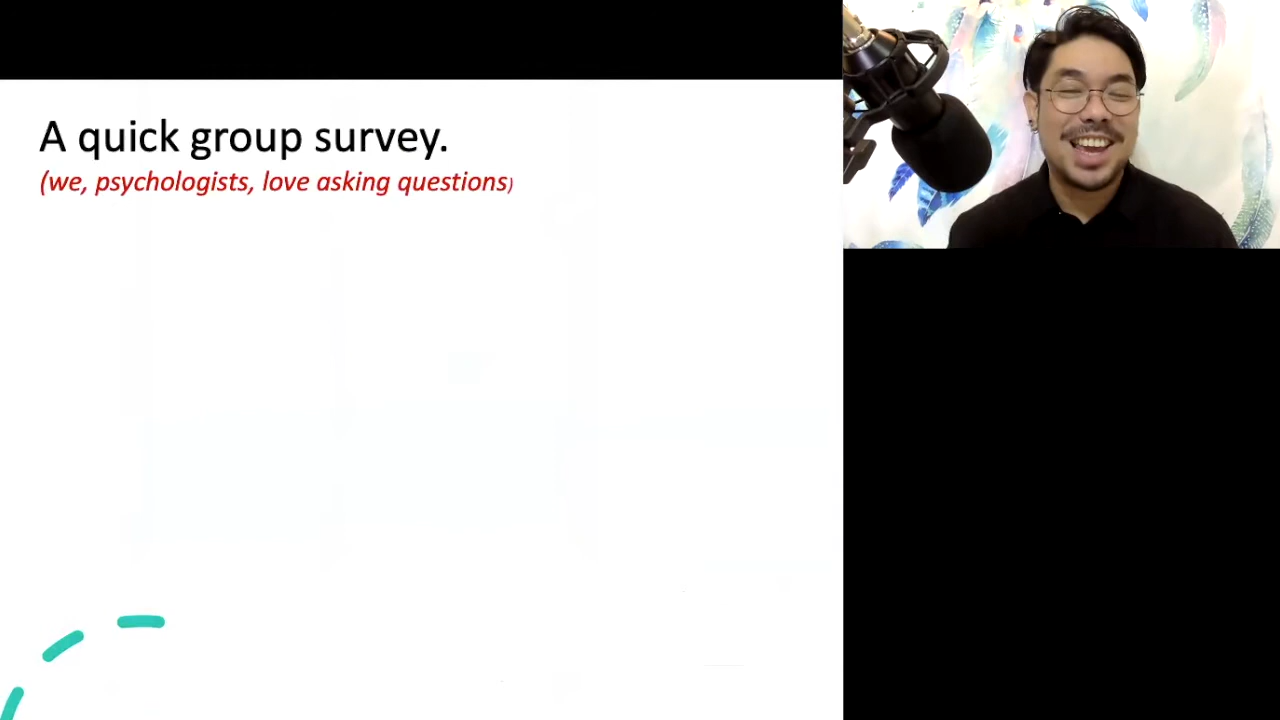 A quick group survey.
(we, psychologists, love asking questions)